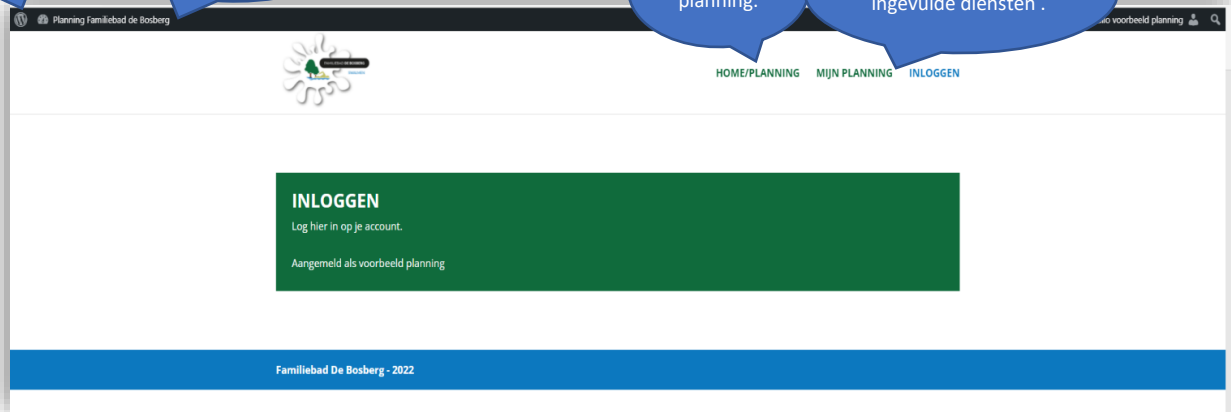 planning.
ingevulde diensten .
Planning Familiebad de Bosberg
voorbeeld planning
HOME/PLANNING MIJN PLANNING INLOGGEN
INLOGGEN
Log hier in op je account.
Aangemeld als voorbeeld planning
Familiebad De Bosberg - 2022